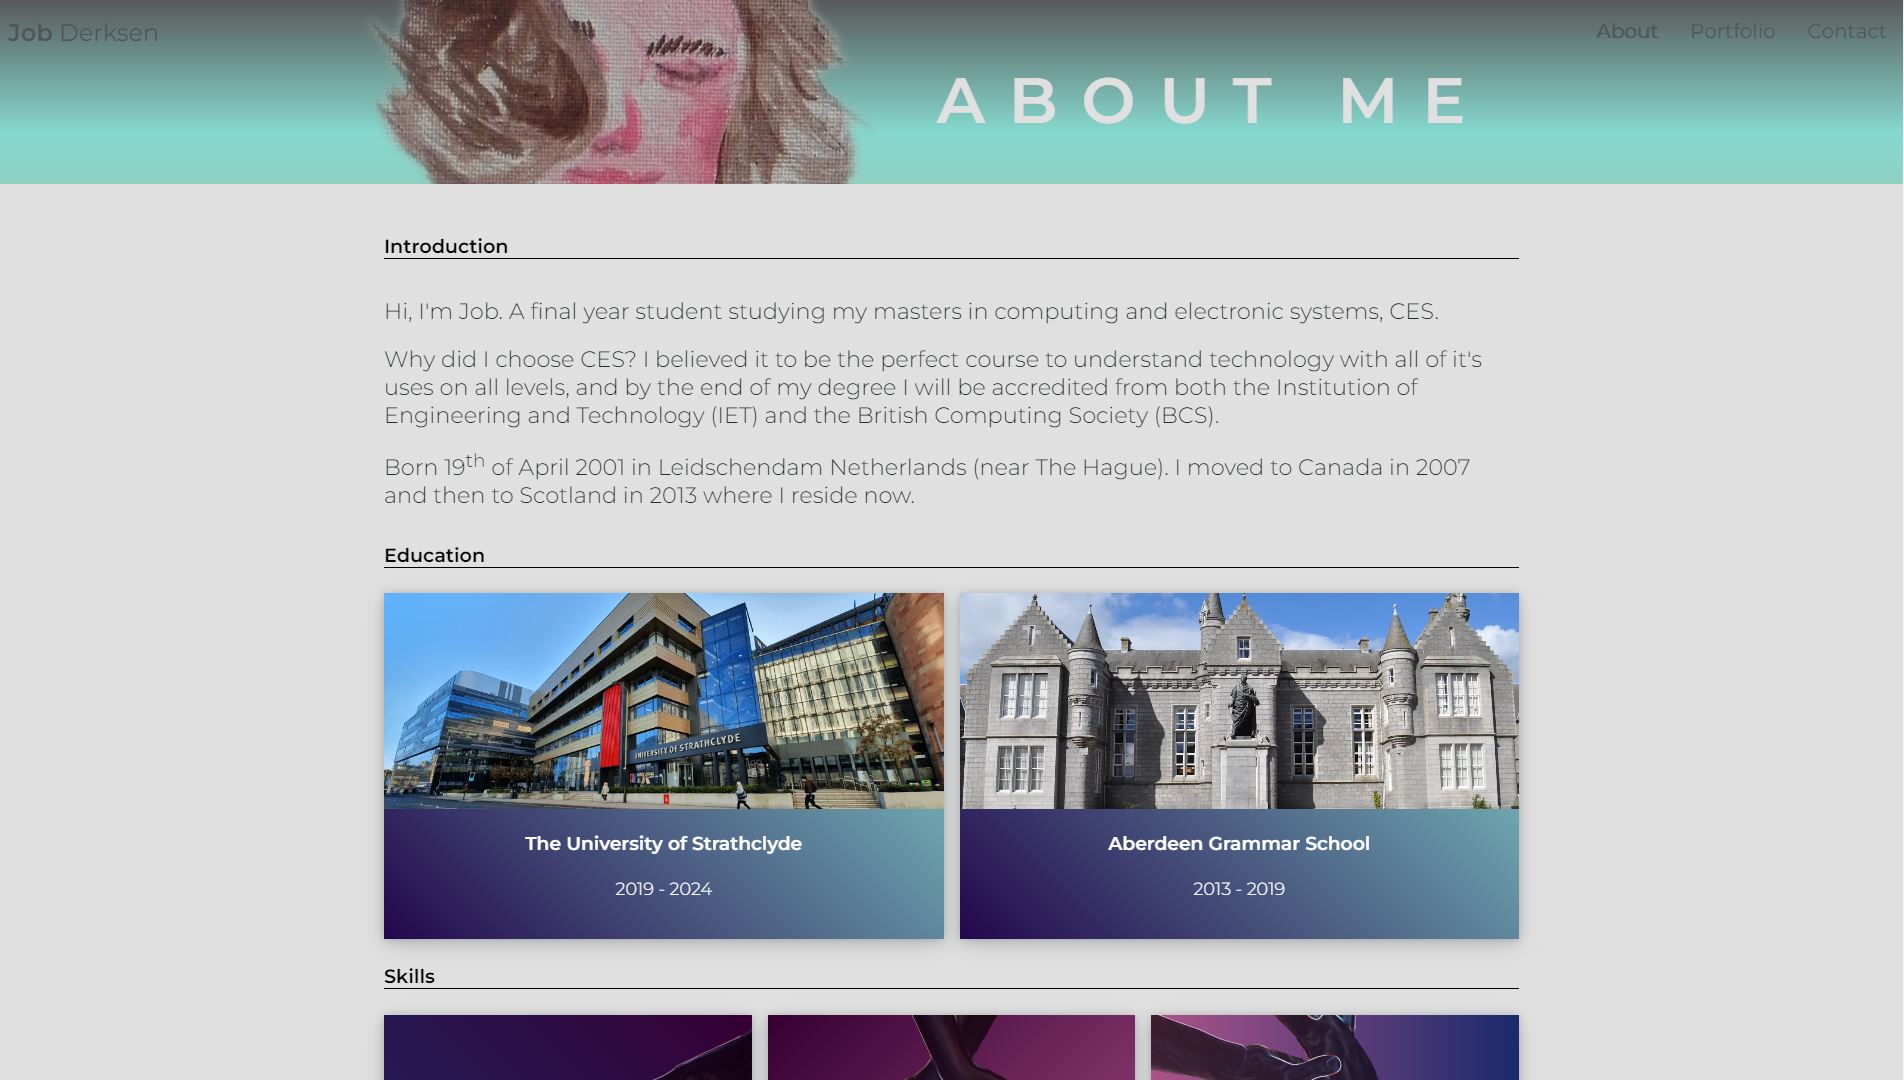 Job Derksen
About Portfolio Contact
ABOUT ME
Introduction
Hi, I'm Job. A final year student studying my masters in computing and electronic systems, CES.
Why did I choose CES? I believed it to be the perfect course to understand technology with all of it's
uses on all levels, and by the end of my degree I will be accredited from both the Institution of
Engineering and Technology (IET) and the British Computing Society (BCS).
Born 19th of April 2001 in Leidschendam Netherlands (near The Hague). I moved to Canada in 2007
and then to Scotland in 2013 where I reside now.
Education
UNIVERSITY OF STRATHCLYDE
The University of Strathclyde
2019 - 2024
Aberdeen Grammar School
2013 - 2019
Skills